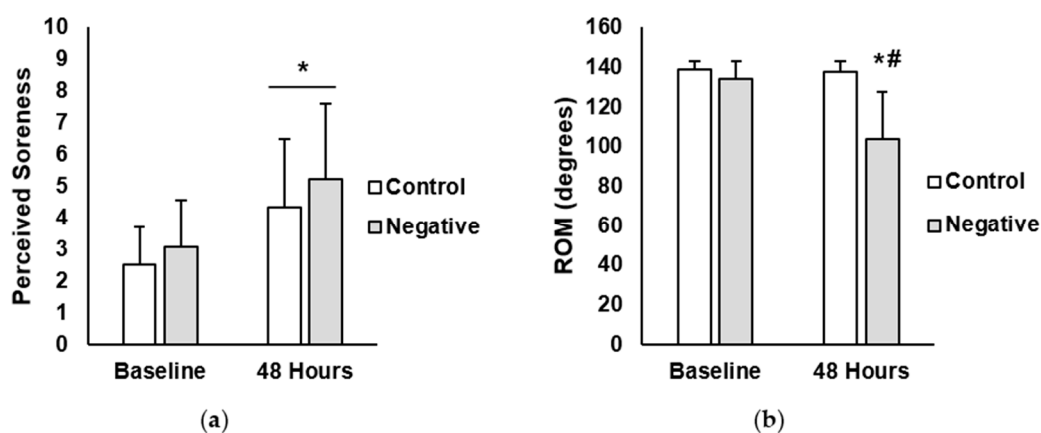 10
9
8
7
6
5
4
3
2
1
0
Perceived Soreness
*
Baseline
48 Hours
Control
Negative
(a)
160
140
120
100
80
60
40
20
0
ROM (degrees)
*#
Baseline
48 Hours
Control
Negative
(b)